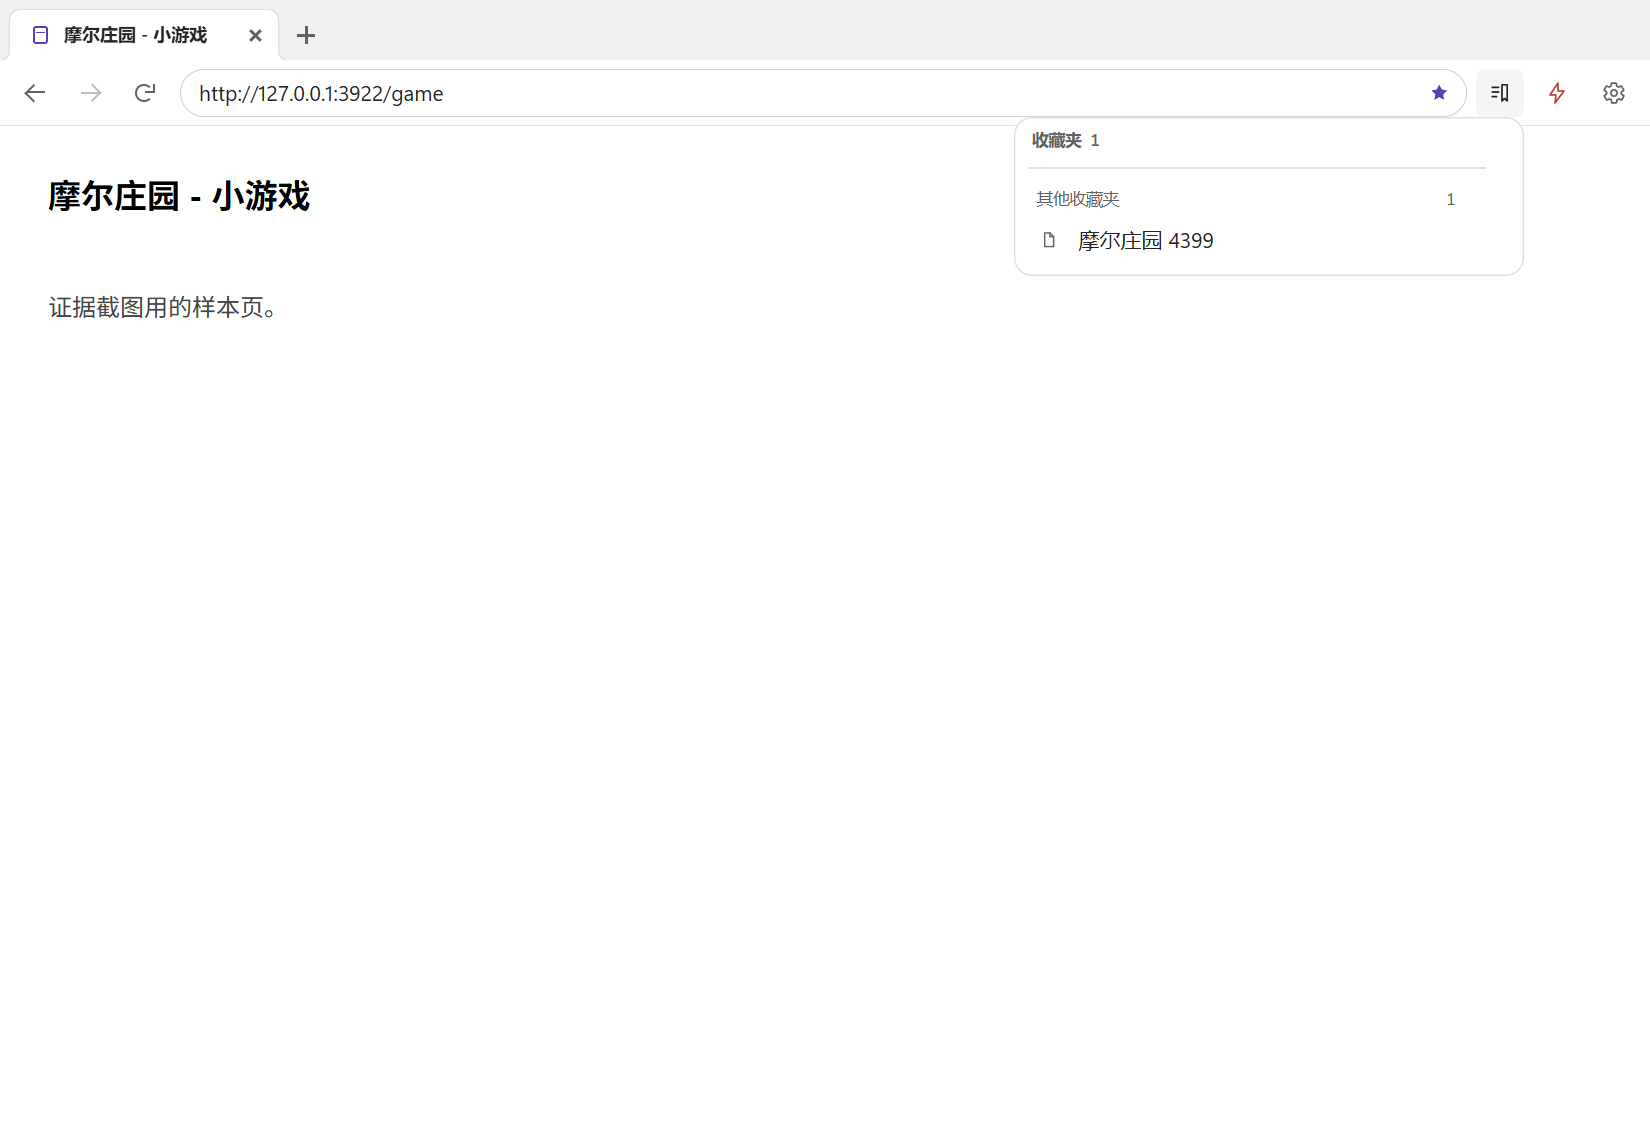 摩尔庄园 - 小游戏
http://127.0.0.1:3922/game
收藏夹 1
其他收藏夹 1
摩尔庄园 4399
摩尔庄园 - 小游戏
证据截图用的样本页。